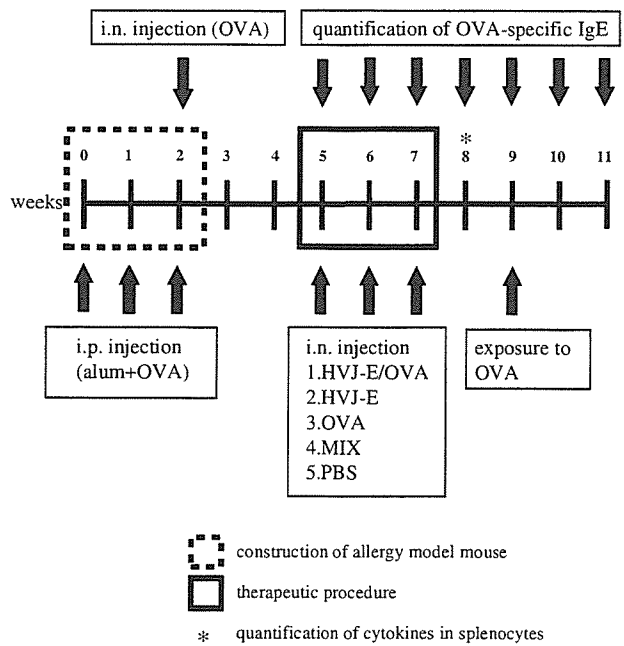 i.n. injection (OVA)
quantification of OVA-specific IgE
*
0 1 2 3 4 5 6 7 8 9 10 11
weeks
i.p. injection
(alum+OVA)
i.n. injection
1.HVJ-E/OVA
2.HVJ-E
3.OVA
4.MIX
5.PBS
exposure to
OVA
construction of allergy model mouse
therapeutic procedure
* quantification of cytokines in splenocytes